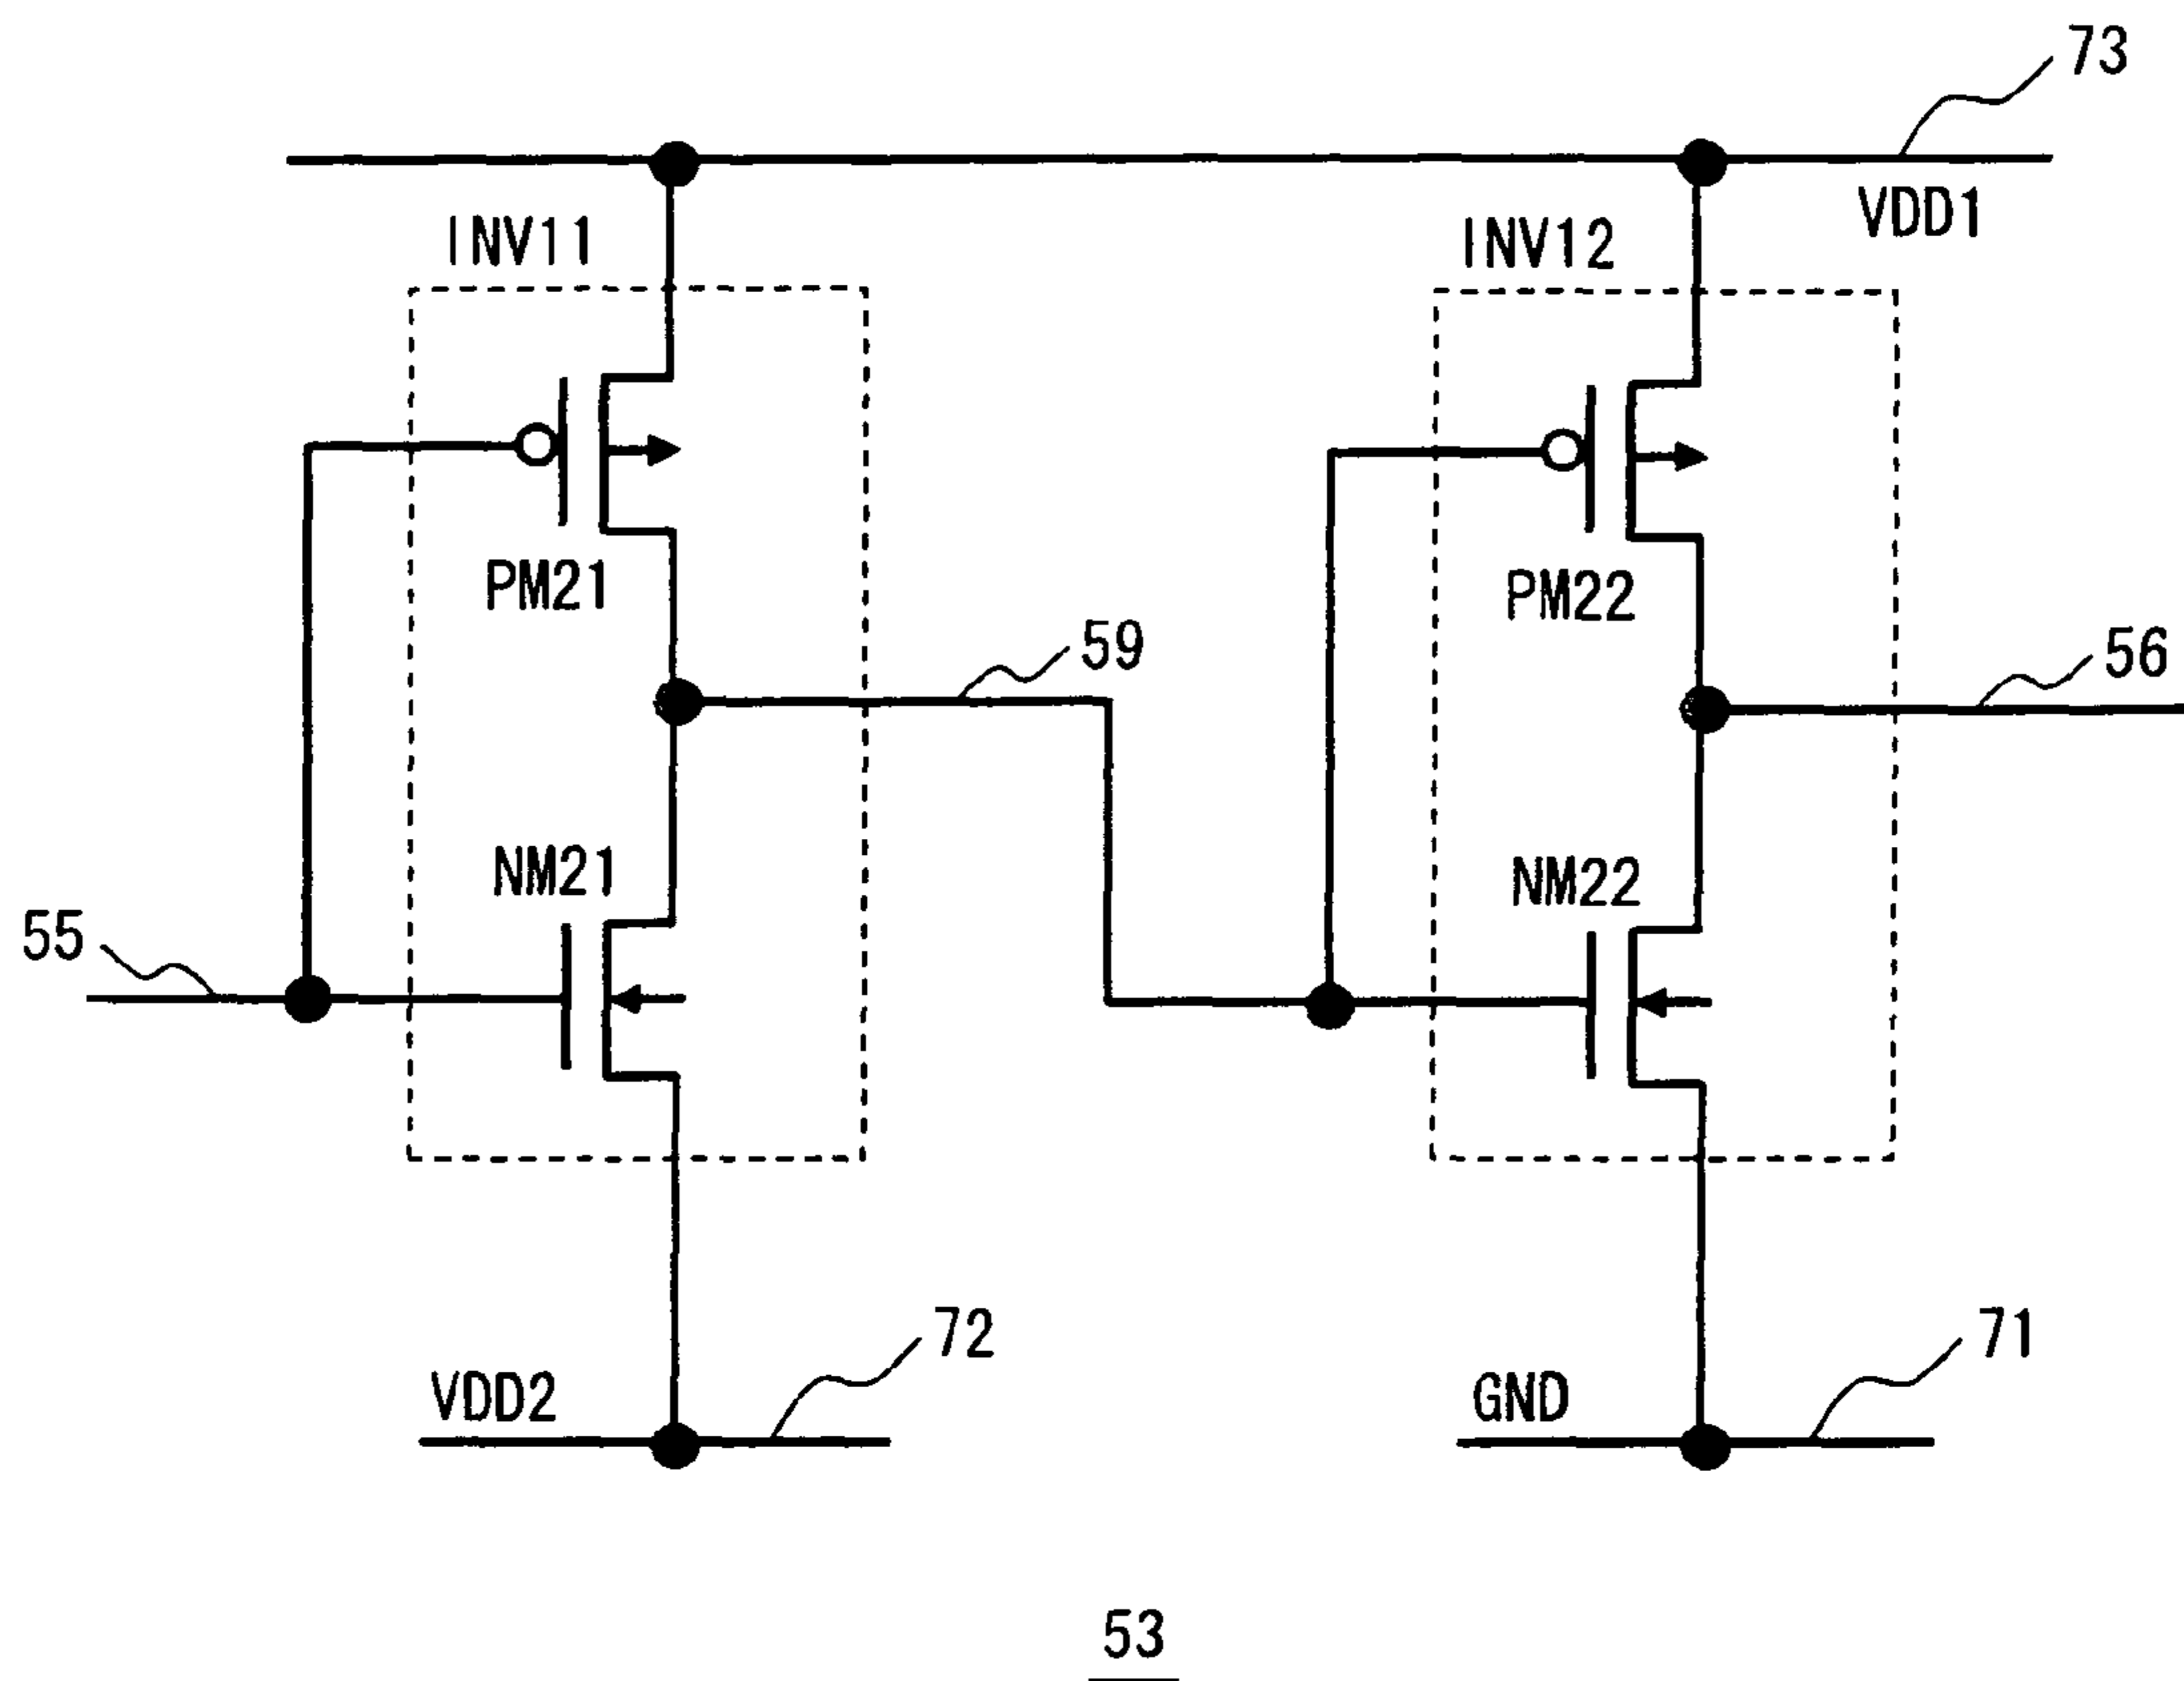 73
VDD1
INV11
INV12
PM21
PM22
59
56
NM21
NM22
55
72
71
VDD2
GND
53